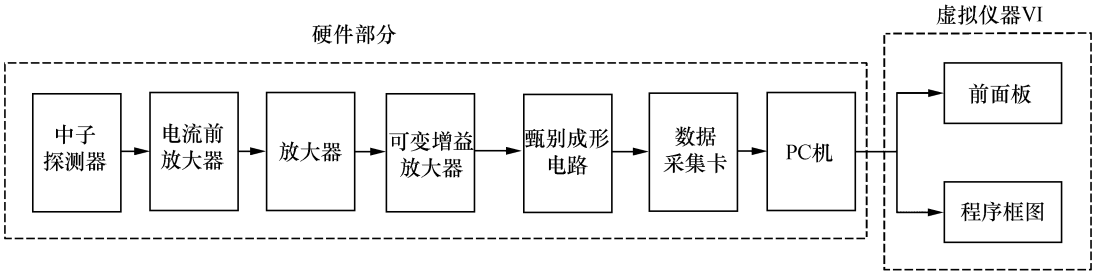 硬件部分
虚拟仪器VI
中子
探测器
电流前
放大器
放大器
可变增益
放大器
甄别成形
电路
数据
采集卡
PC机
前面板
程序框图